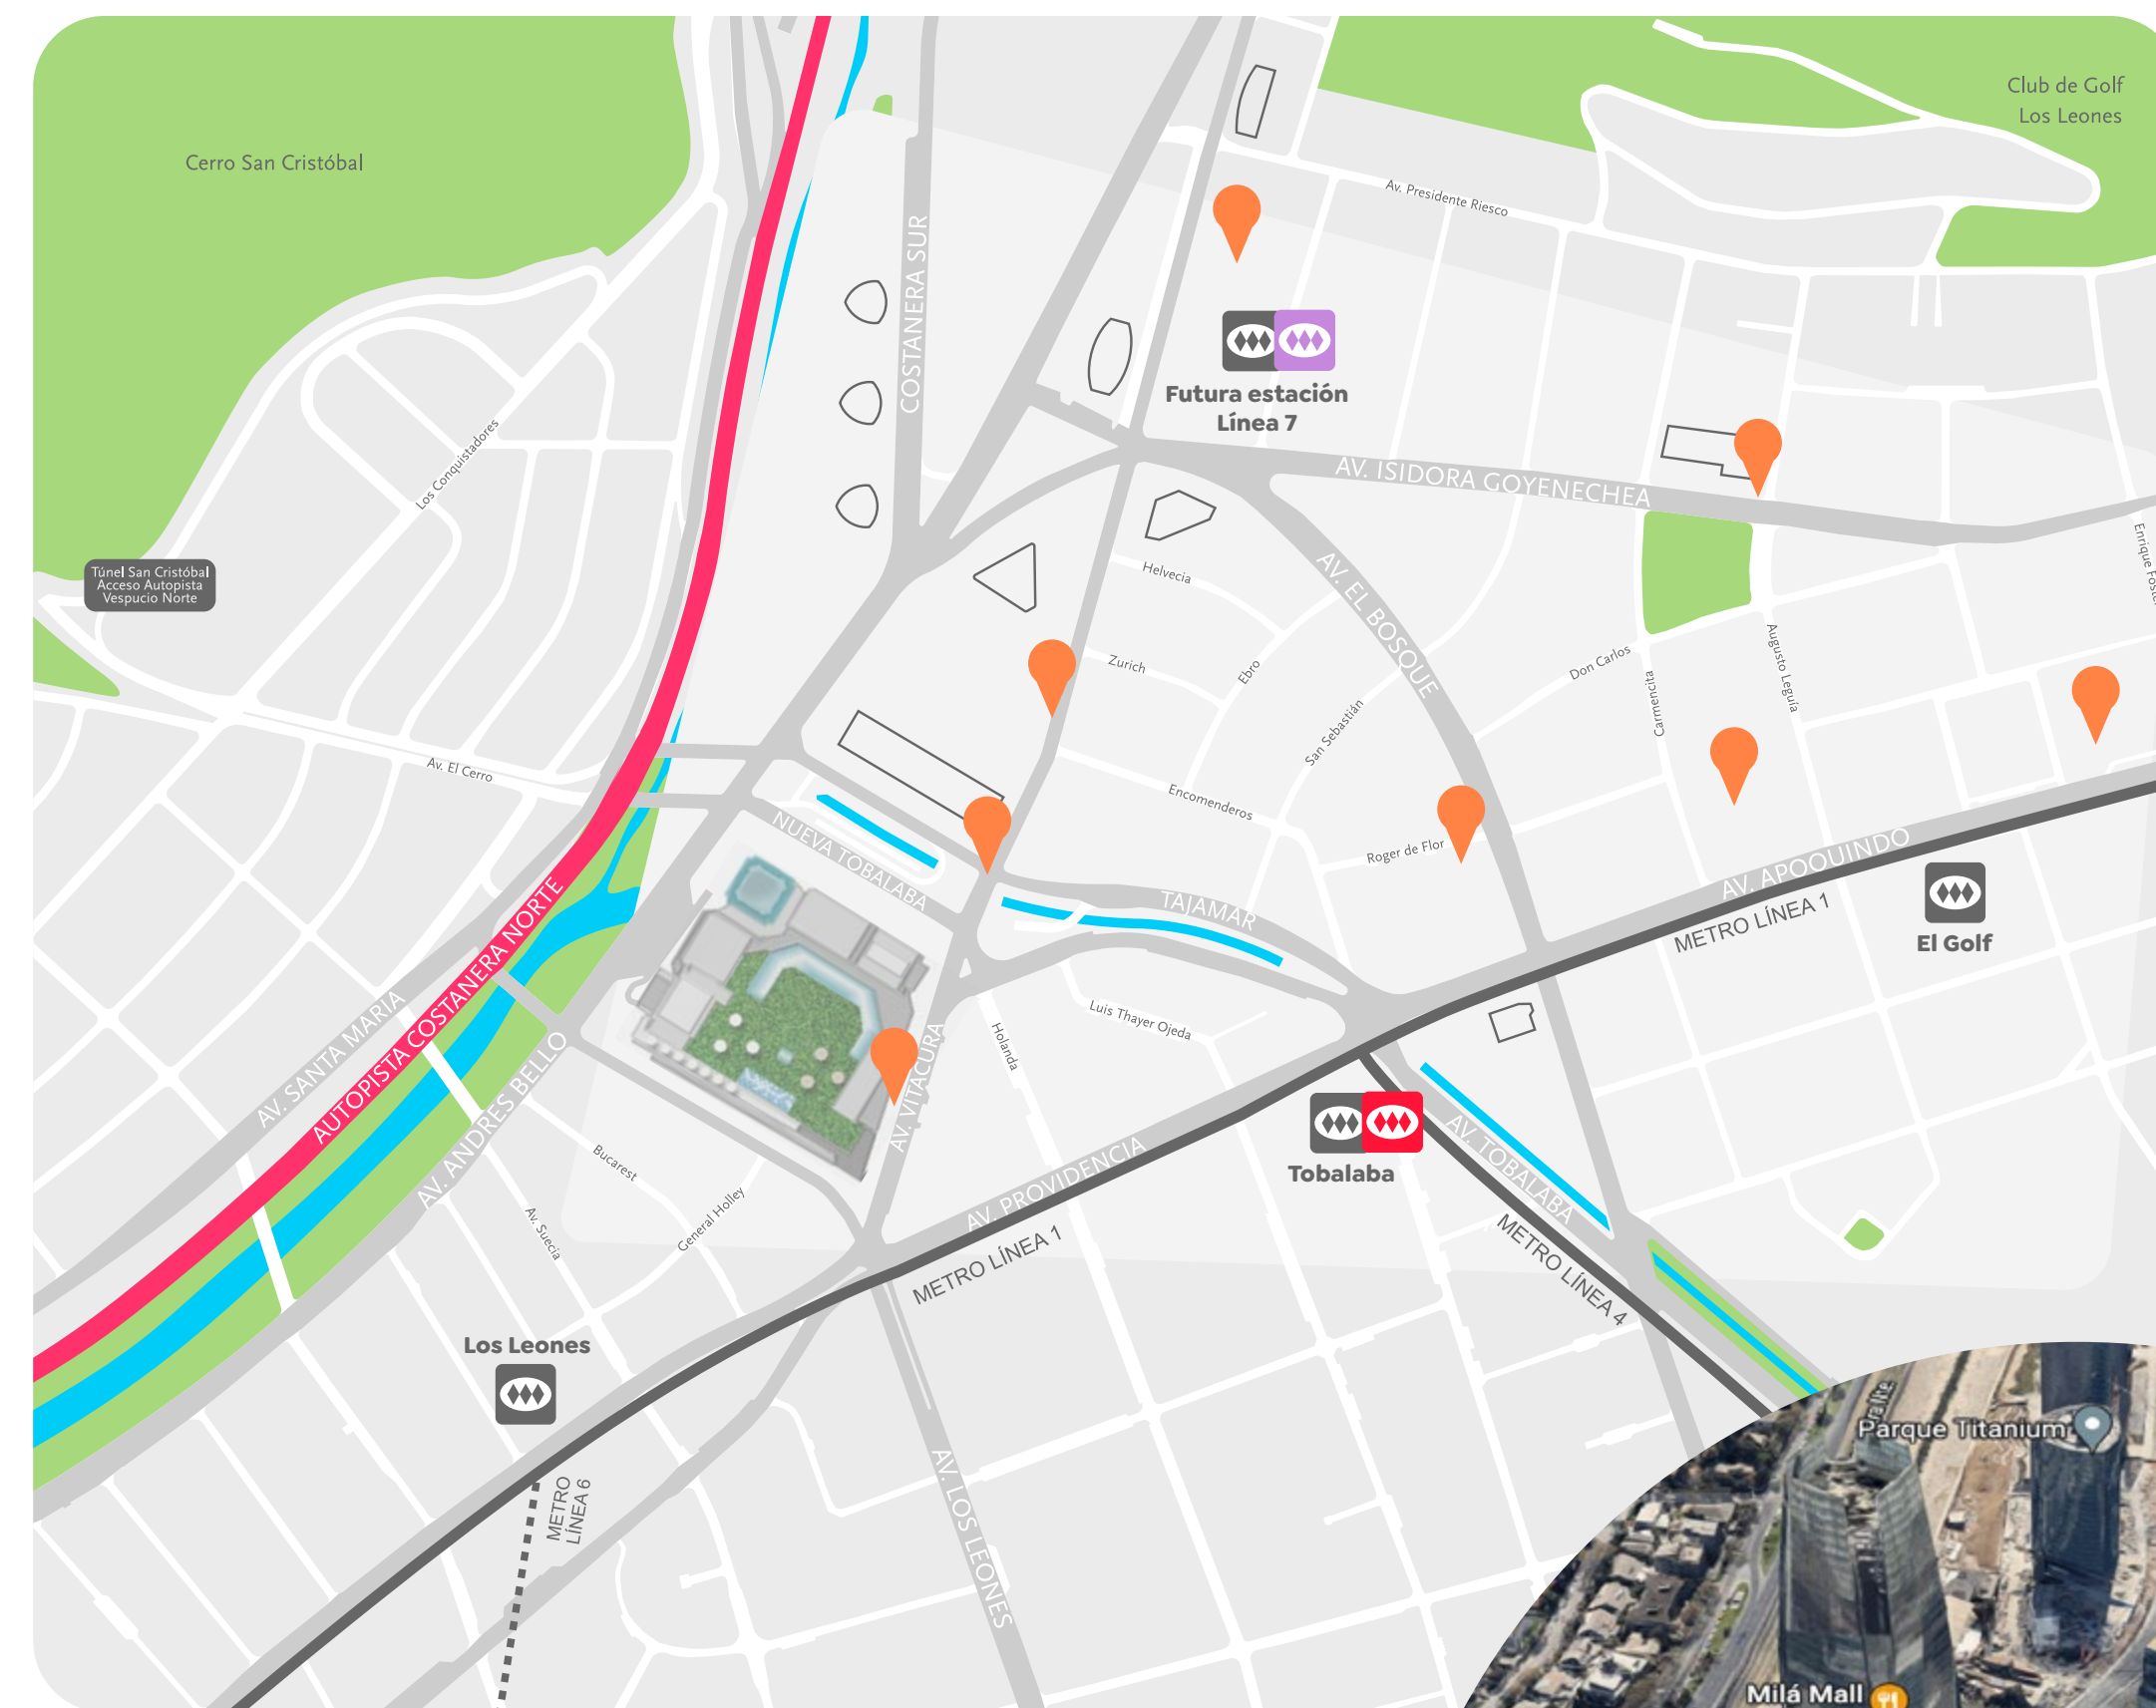 Club de Golf
Los Leones
Cerro San Cristóbal
Av. Presidente Riesco
COSTANERA SUR
Futura estación
Línea 7
Los Conquistadores
AV. ISIDORA GOYENECHEA
Túnel San Cristóbal
Acceso Autopista
Vespucio Norte
Helvecia
AV. EL BOSQUE
Zurich
Ebro
Don Carlos
Carmencita
Augusto Leguía
San Sebastián
Av. El Cerro
Encomenderos
Roger de Flor
NUEVA TOBALABA
TAJAMAR
AV. APOQUINDO
METRO LÍNEA 1
El Golf
AV. SANTA MARIA
AUTOPISTA COSTANERA NORTE
AV. ANDRES BELLO
AV. VITACURA
Holanda
Luis Thayer Ojeda
Tobalaba
AV. TOBALABA
METRO LÍNEA 4
Bucarest
General Holley
Av. Suecia
AV. PROVIDENCIA
METRO LÍNEA 1
Los Leones
METRO
LÍNEA 6
AV. LOS LEONES
Parque Titanium
Milá Mall